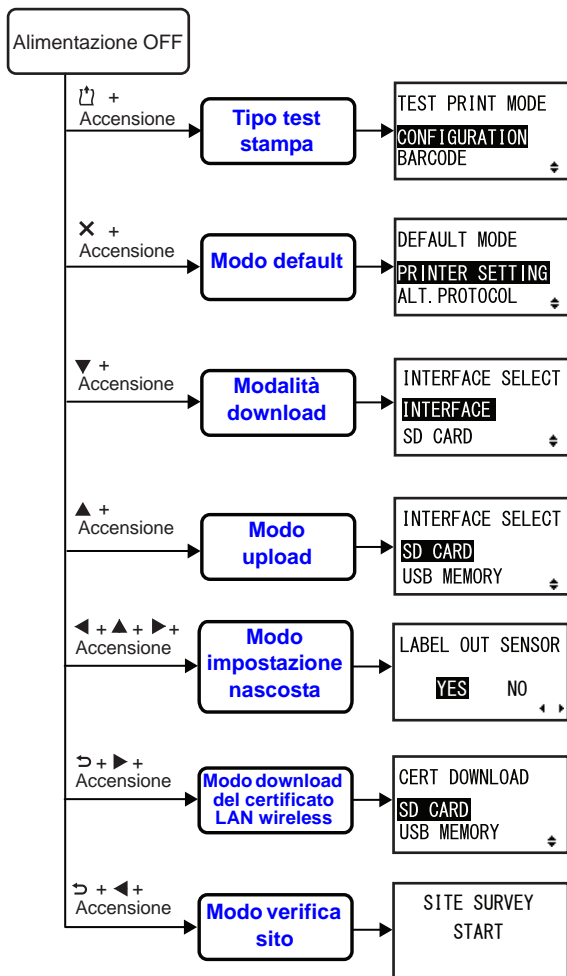 Alimentazione OFF
+
Accensione
Tipo test
stampa
TEST PRINT MODE
CONFIGURATION
BARCODE
+
Accensione
Modo default
DEFAULT MODE
PRINTER SETTING
ALT. PROTOCOL
+
Accensione
Modalità
download
INTERFACE SELECT
INTERFACE
SD CARD
+
Accensione
Modo
upload
INTERFACE SELECT
SD CARD
USB MEMORY
+ + +
Accensione
Modo
impostazione
nascosta
LABEL OUT SENSOR
YES NO
+ +
Accensione
Modo download
del certificato
LAN wireless
CERT DOWNLOAD
SD CARD
USB MEMORY
+ +
Accensione
Modo verifica
sito
SITE SURVEY
START